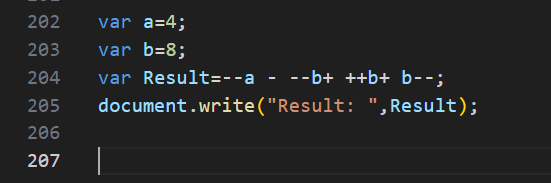 202 var a=4;
203 var b=8;
204 var Result=--a - --b+ ++b+ b--;
205 document.write("Result: ",Result);
206
207